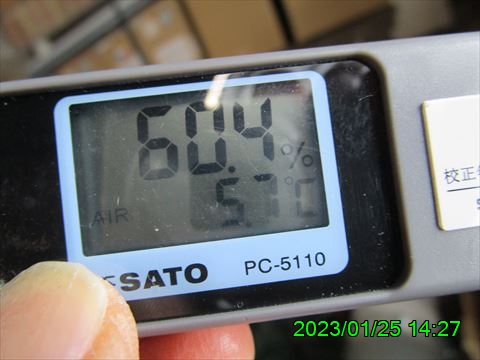 60.4 %
5.7 °C
AIR
SATO PC-5110
校正
2023/01/25 14:27